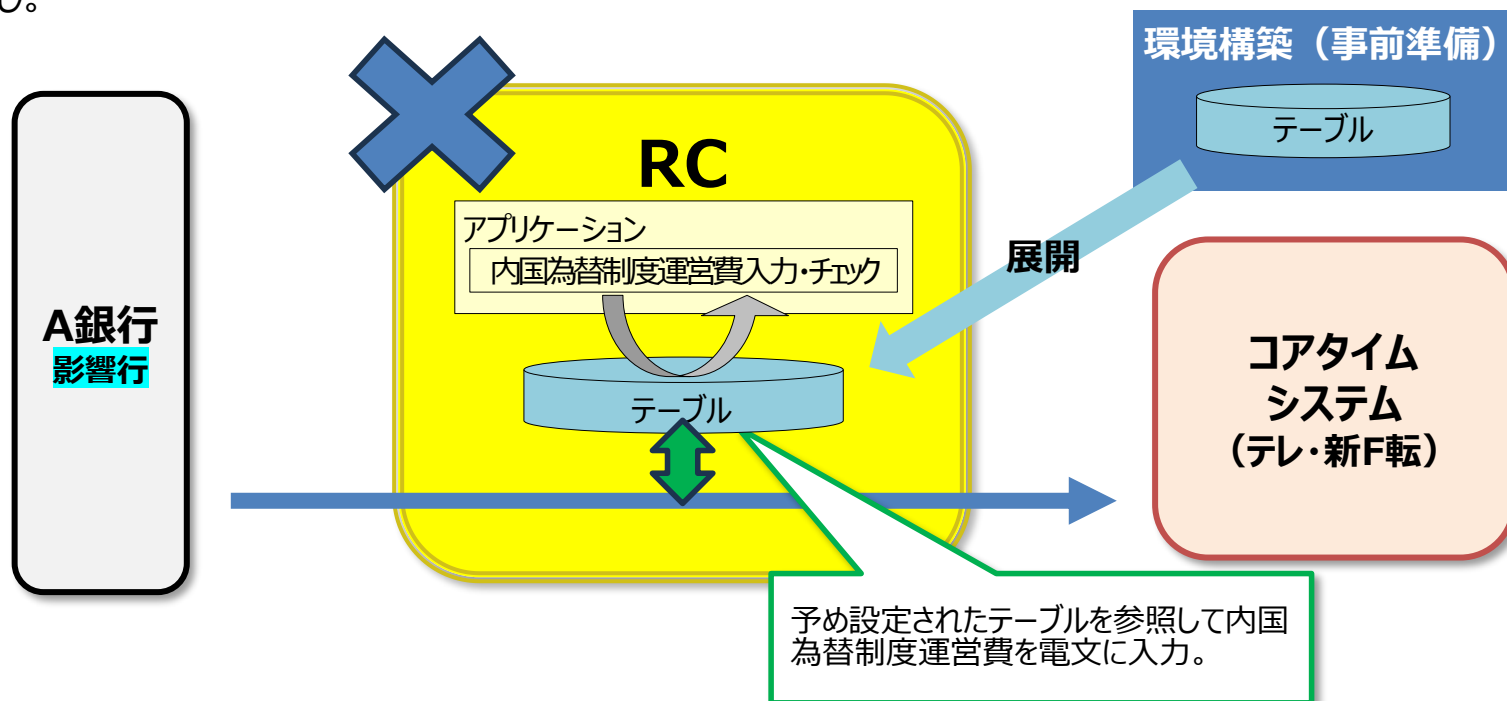 し。
環境構築（事前準備）
テーブル
RC
アプリケーション
内国為替制度運営費入力・チェック
展開
A銀行
影響行
テーブル
コアタイム
システム
（テレ・新F転）
予め設定されたテーブルを参照して内国
為替制度運営費を電文に入力。